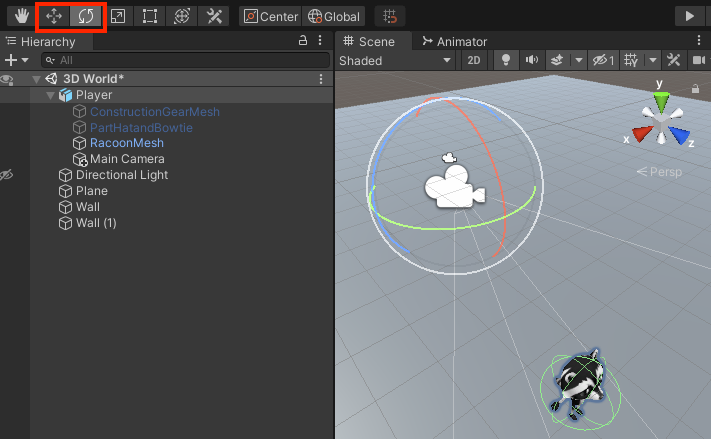 Center Global
Hierarchy
All
3D World*
Player
ConstructionGearMesh
PartHatandBowtie
RacoonMesh
Main Camera
Directional Light
Plane
Wall
Wall (1)
Scene Animator
Shaded 2D 1
y
x z
Persp